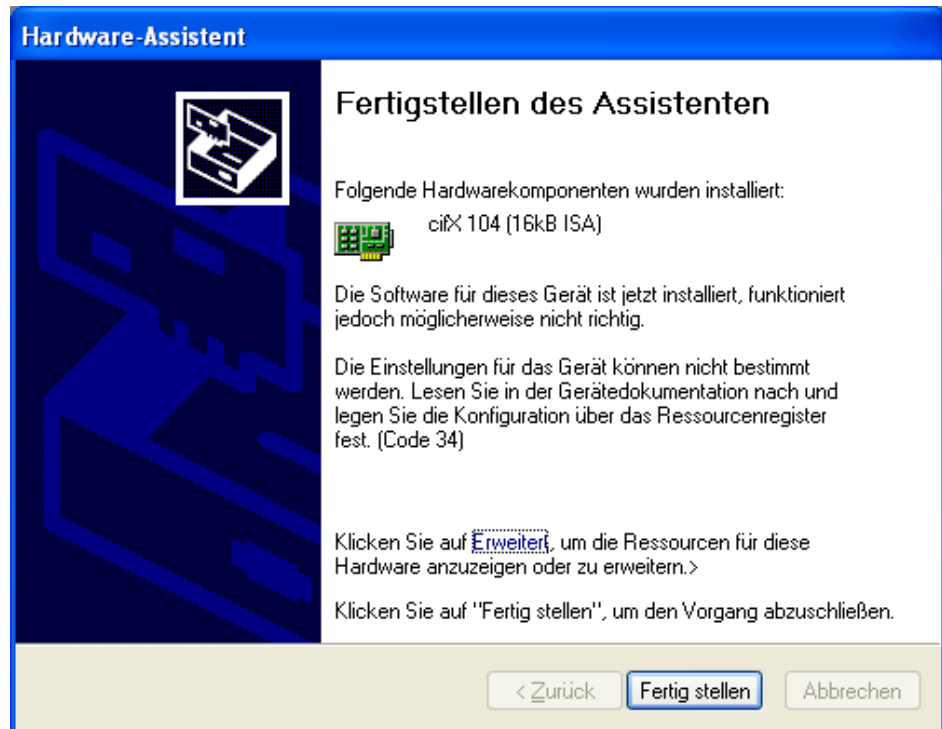 Hardware-Assistent
Fertigstellen des Assistenten
Folgende Hardwarekomponenten wurden installiert:
cifX 104 (16kB ISA)
Die Software für dieses Gerät ist jetzt installiert, funktioniert
jedoch möglicherweise nicht richtig.
Die Einstellungen für das Gerät können nicht bestimmt
werden. Lesen Sie in der Gerätedokumentation nach und
legen Sie die Konfiguration über das Ressourcenregister
fest. (Code 34)
Klicken Sie auf Erweitert, um die Ressourcen für diese
Hardware anzuzeigen oder zu erweitern.>
Klicken Sie auf "Fertig stellen", um den Vorgang abzuschließen.
< Zurück Fertig stellen Abbrechen